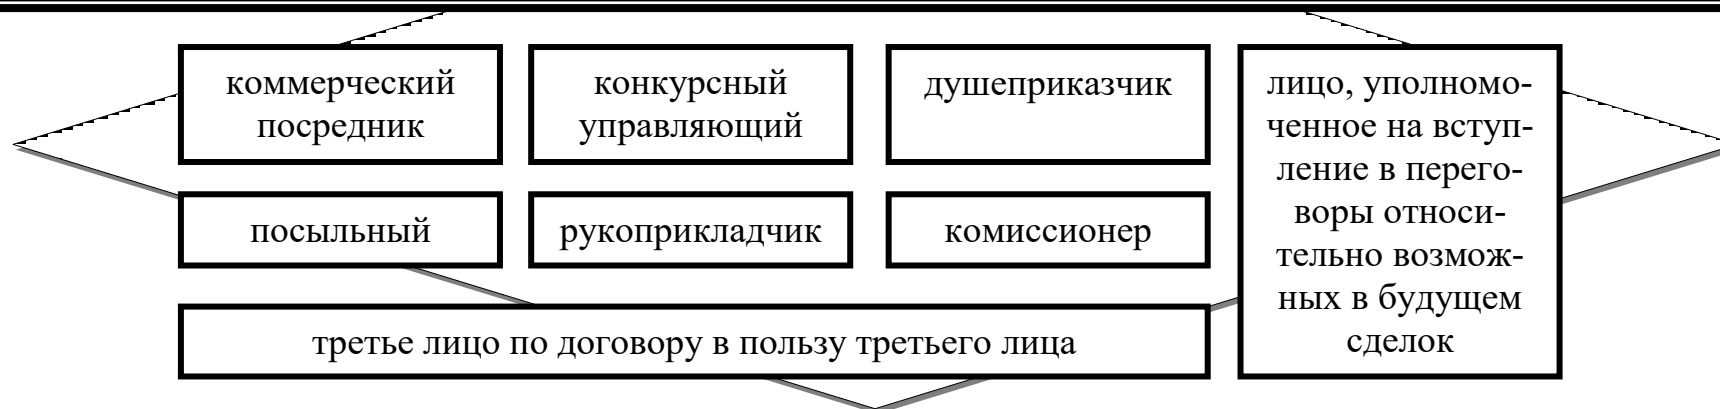 коммерческий
посредник
конкурсный
управляющий
душеприказчик
лицо, уполномо-
ченное на вступ-
ление в перего-
воры относи-
тельно возмож-
ных в будущем
сделок
посыльный
рукоприкладчик
комиссионер
третье лицо по договору в пользу третьего лица